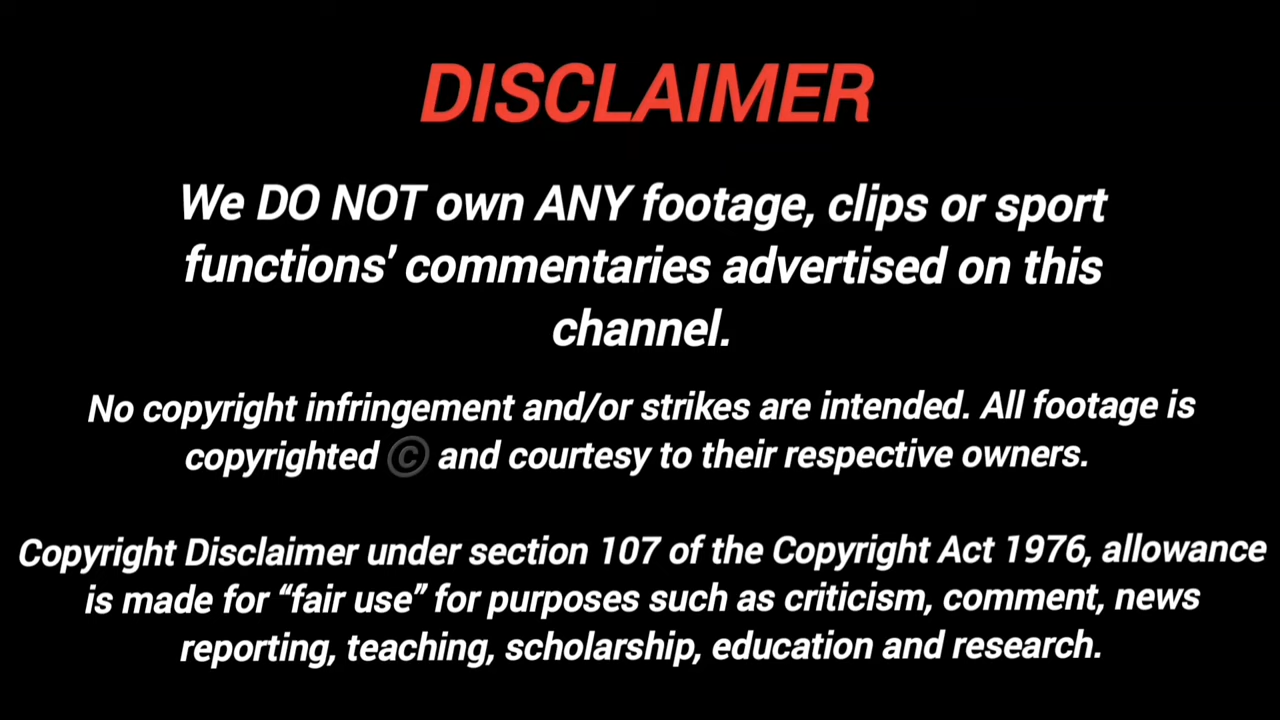 DISCLAIMER
We DO NOT own ANY footage, clips or sport
functions' commentaries advertised on this
channel.
No copyright infringement and/or strikes are intended. All footage is
copyrighted © and courtesy to their respective owners.
Copyright Disclaimer under section 107 of the Copyright Act 1976, allowance
is made for “fair use” for purposes such as criticism, comment, news
reporting, teaching, scholarship, education and research.